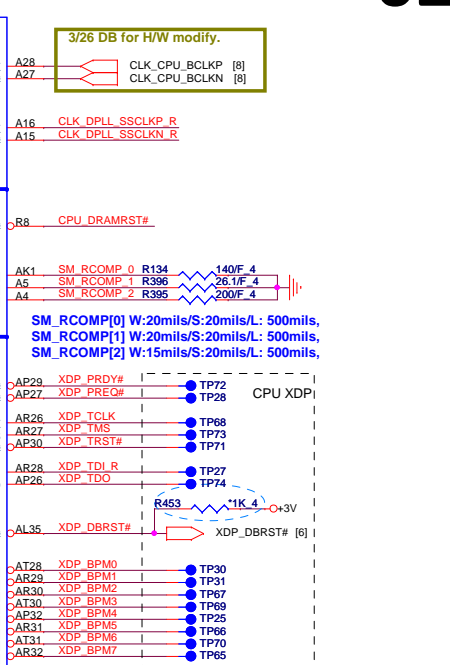 3/26 DB for H/W modify.
A28 CLK_CPU_BCLKP [8]
A27 CLK_CPU_BCLKN [8]
A16 CLK_DPLL_SSCLKP_R
A15 CLK_DPLL_SSCLKN_R
R8 CPU_DRAMRST#
AK1 SM_RCOMP_0 R134 140/F_4
A5 SM_RCOMP_1 R396 26.1/F_4
A4 SM_RCOMP_2 R395 200/F_4
SM_RCOMP[0] W:20mils/S:20mils/L: 500mils,
SM_RCOMP[1] W:20mils/S:20mils/L: 500mils,
SM_RCOMP[2] W:15mils/S:20mils/L: 500mils,
AP29 XDP_PRDY# TP72
CPU XDP
AP27 XDP_PREQ# TP28
AR26 XDP_TCLK TP68
AR27 XDP_TMS TP73
AP30 XDP_TRST# TP71
AR28 XDP_TDI_R TP27
AP26 XDP_TDO TP74
R453 *1K_4 +3V
AL35 XDP_DBRST# XDP_DBRST# [6]
AT28 XDP_BPM0 TP30
AR29 XDP_BPM1 TP31
AR30 XDP_BPM2 TP67
AT30 XDP_BPM3 TP69
AP32 XDP_BPM4 TP25
AR31 XDP_BPM5 TP66
AT31 XDP_BPM6 TP70
AR32 XDP_BPM7 TP65